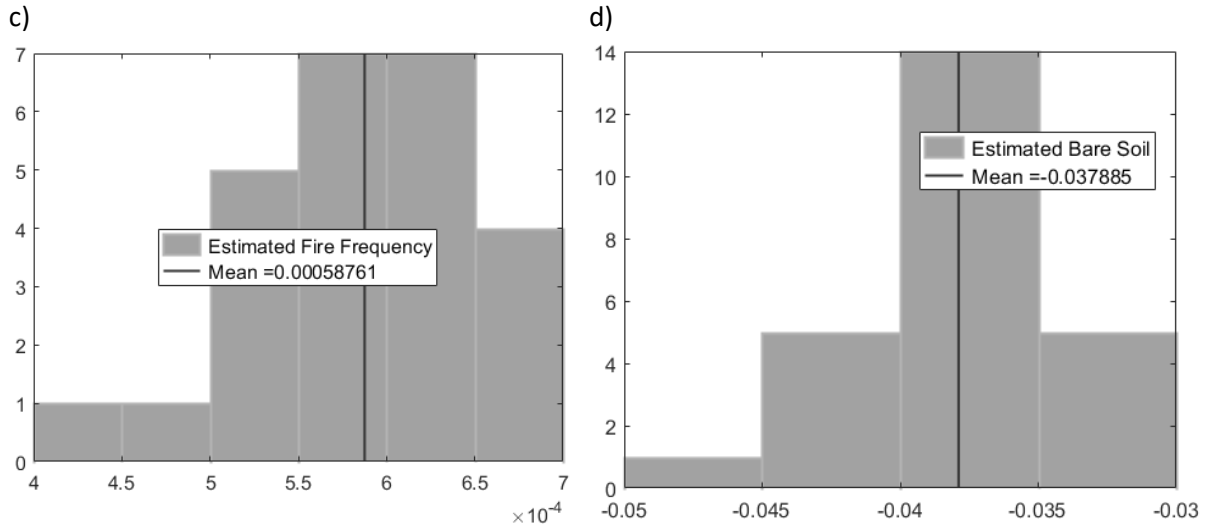 c)
7
6
5
4
3
2
1
0
Estimated Fire Frequency
Mean =0.00058761
4 4.5 5 5.5 6 6.5 7
×10-4
d)
14
12
10
8
6
4
2
0
Estimated Bare Soil
Mean =-0.037885
-0.05 -0.045 -0.04 -0.035 -0.03